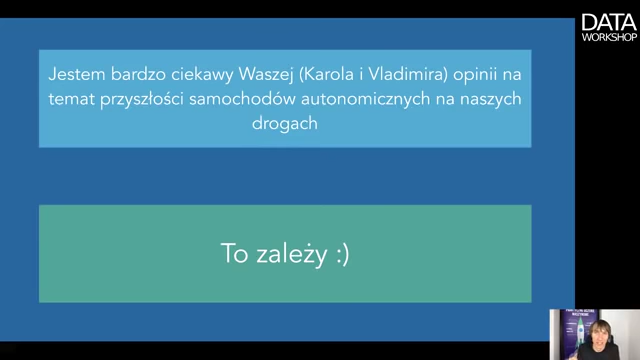 DATA
WORKSHOP
Jestem bardzo ciekawy Waszej (Karola i Vladimira) opinii na
temat przyszłości samochodów autonomicznych na naszych
drogach
To zależy :)